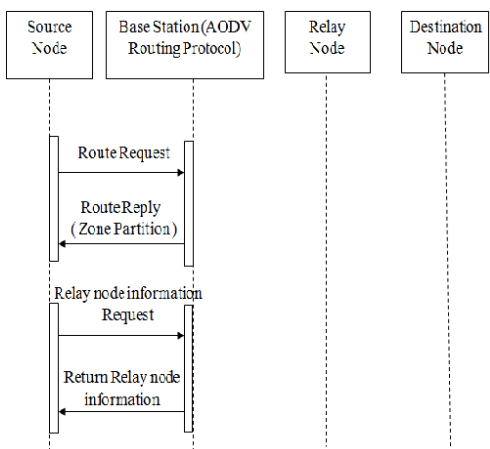 Source
Node
Base Station(AODV
Routing Protocol)
Relay
Node
Destination
Node
Route Request
RouteReply
( Zone Partition )
Relay node information
Request
Return Relay node
information